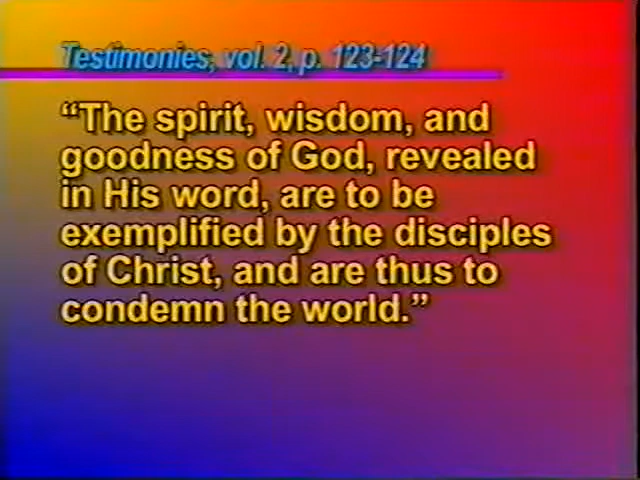 Testimonies, vol. 2, p. 123-124
“The spirit, wisdom, and
goodness of God, revealed
in His word, are to be
exemplified by the disciples
of Christ, and are thus to
condemn the world.”